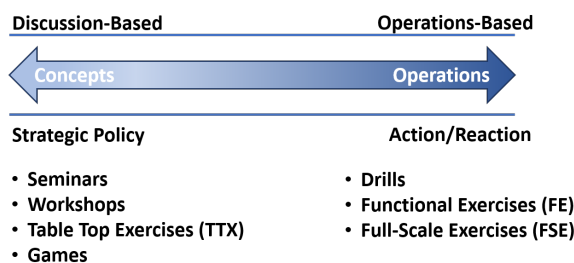 Discussion-Based
Operations-Based
Concepts
Operations
Strategic Policy
Action/Reaction
• Seminars
• Workshops
• Table Top Exercises (TTX)
• Games
• Drills
• Functional Exercises (FE)
• Full-Scale Exercises (FSE)